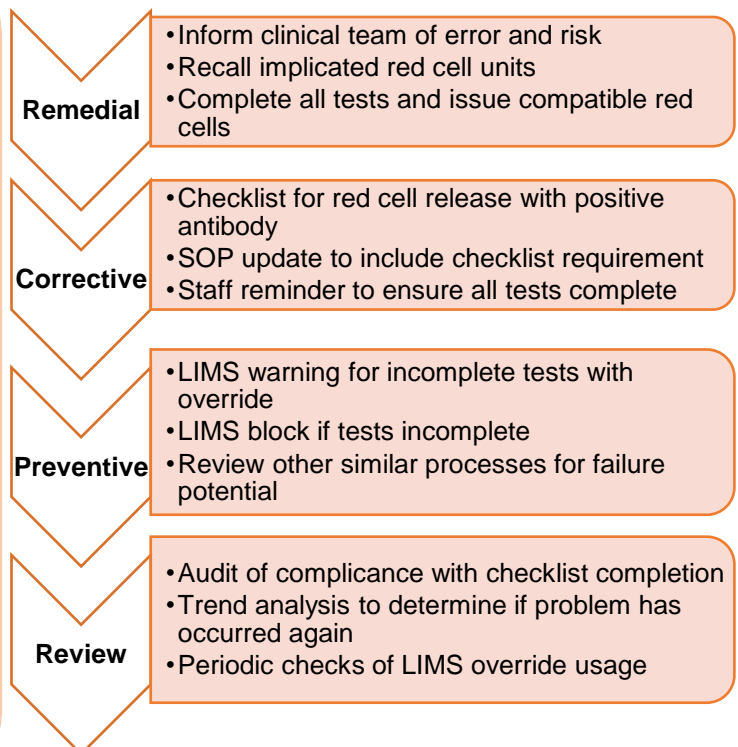 Remedial
•Inform clinical team of error and risk
•Recall implicated red cell units
•Complete all tests and issue compatible red
cells
Corrective
•Checklist for red cell release with positive
antibody
•SOP update to include checklist requirement
•Staff reminder to ensure all tests complete
Preventive
•LIMS warning for incomplete tests with
override
•LIMS block if tests incomplete
•Review other similar processes for failure
potential
Review
•Audit of complicance with checklist completion
•Trend analysis to determine if problem has
occurred again
•Periodic checks of LIMS override usage